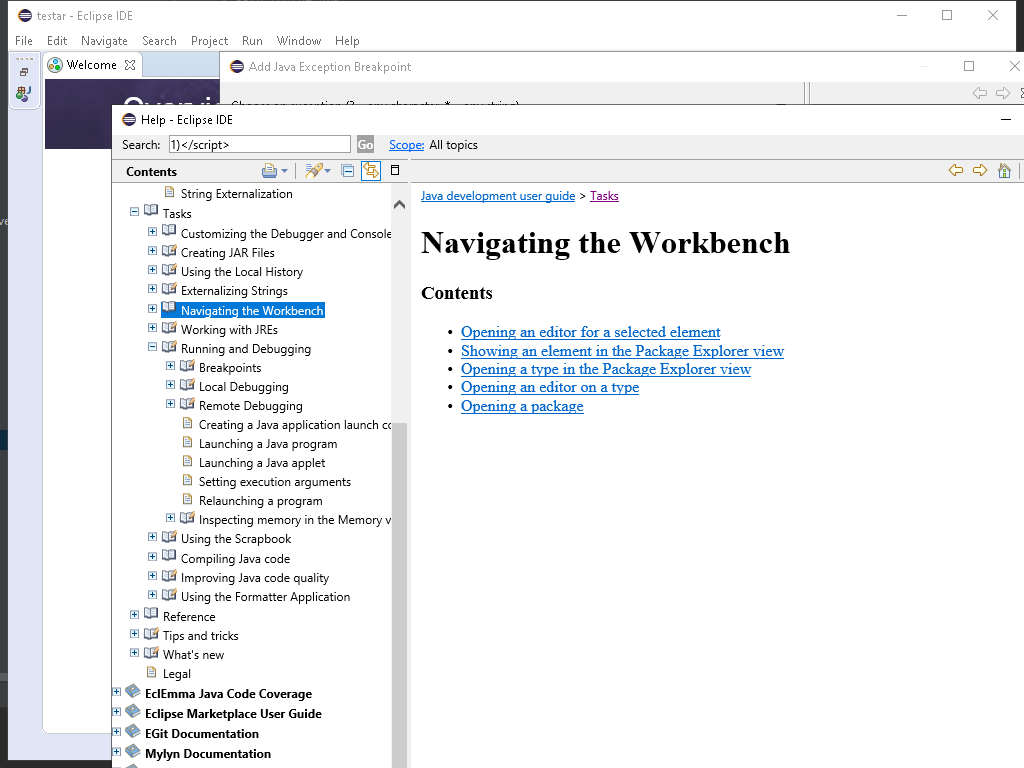 testar - Eclipse IDE
File Edit Navigate Search Project Run Window Help
Welcome
Add Java Exception Breakpoint
Help - Eclipse IDE
Search: 1)</script> Go Scope: All topics
Contents
String Externalization
Tasks
Customizing the Debugger and Console
Creating JAR Files
Using the Local History
Externalizing Strings
Navigating the Workbench
Working with JREs
Running and Debugging
Breakpoints
Local Debugging
Remote Debugging
Creating a Java application launch co
Launching a Java program
Launching a Java applet
Setting execution arguments
Relaunching a program
Inspecting memory in the Memory v
Using the Scrapbook
Compiling Java code
Improving Java code quality
Using the Formatter Application
Reference
Tips and tricks
What's new
Legal
EclEmma Java Code Coverage
Eclipse Marketplace User Guide
EGit Documentation
Mylyn Documentation
Java development user guide > Tasks
Navigating the Workbench
Contents
• Opening an editor for a selected element
• Showing an element in the Package Explorer view
• Opening a type in the Package Explorer view
• Opening an editor on a type
• Opening a package